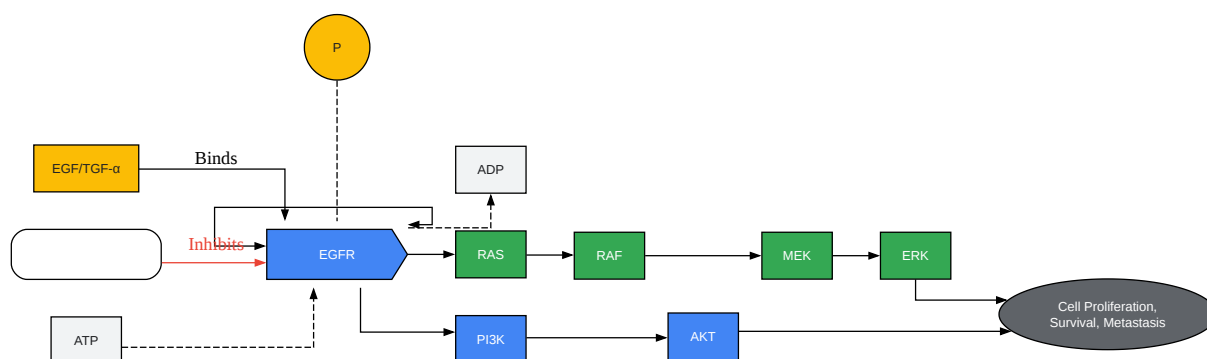 P
EGF/TGF-α
Binds
ADP
Inhibits
EGFR
RAS
RAF
MEK
ERK
Cell Proliferation,
Survival, Metastasis
ATP
PI3K
AKT